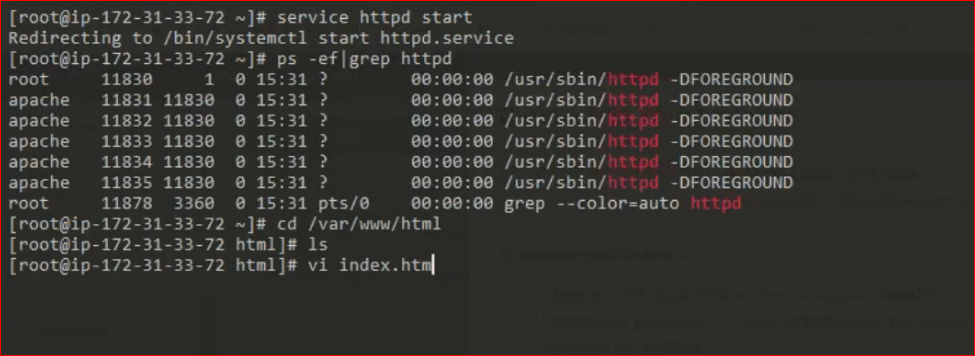 [root@ip-172-31-33-72 ~]# service httpd start
Redirecting to /bin/systemctl start httpd.service
[root@ip-172-31-33-72 ~]# ps -ef|grep httpd
root 11830 1 0 15:31 ? 00:00:00 /usr/sbin/httpd -DFOREGROUND
apache 11831 11830 0 15:31 ? 00:00:00 /usr/sbin/httpd -DFOREGROUND
apache 11832 11830 0 15:31 ? 00:00:00 /usr/sbin/httpd -DFOREGROUND
apache 11833 11830 0 15:31 ? 00:00:00 /usr/sbin/httpd -DFOREGROUND
apache 11834 11830 0 15:31 ? 00:00:00 /usr/sbin/httpd -DFOREGROUND
apache 11835 11830 0 15:31 ? 00:00:00 /usr/sbin/httpd -DFOREGROUND
root 11878 3360 0 15:31 pts/0 00:00:00 grep --color=auto httpd
[root@ip-172-31-33-72 ~]# cd /var/www/html
[root@ip-172-31-33-72 html]# ls
[root@ip-172-31-33-72 html]# vi index.htm